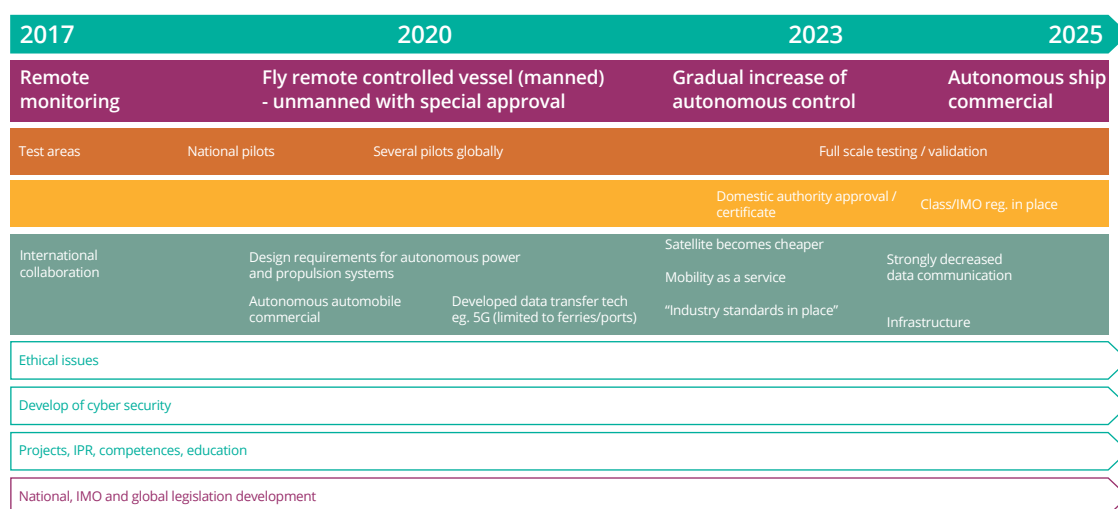 2017 2020 2023 2025
Remote
monitoring
Fly remote controlled vessel (manned)
- unmanned with special approval
Gradual increase of
autonomous control
Autonomous ship
commercial
Test areas National pilots Several pilots globally Full scale testing / validation
Domestic authority approval /
certificate
Class/IMO reg. in place
International
collaboration
Design requirements for autonomous power
and propulsion systems
Autonomous automobile
commercial
Developed data transfer tech
eg. 5G (limited to ferries/ports)
Satellite becomes cheaper
Mobility as a service
“Industry standards in place”
Strongly decreased
data communication
Infrastructure
Ethical issues
Develop of cyber security
Projects, IPR, competences, education
National, IMO and global legislation development